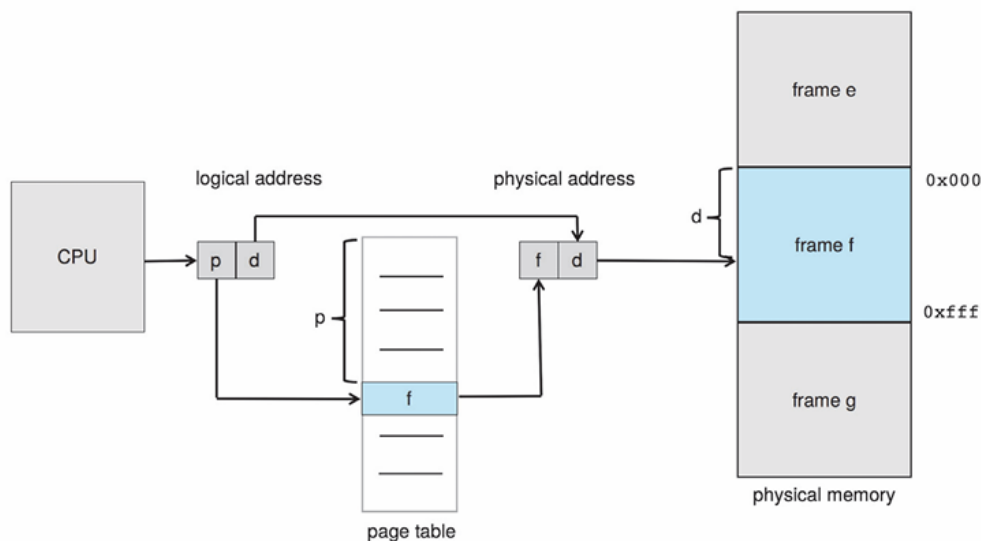 frame e
logical address
physical address
0x000
d
CPU
p d
f d
frame f
p
0xfff
f
frame g
physical memory
page table